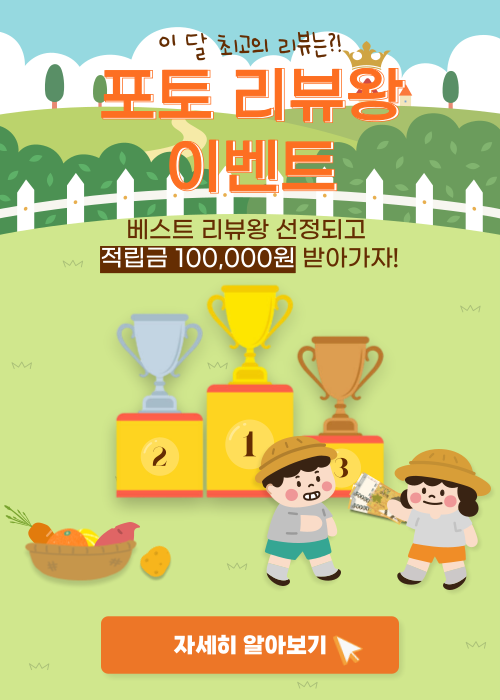 이 달 최고의 리뷰는?!
포토 리뷰왕
이벤트
베스트 리뷰왕 선정되고
적립금 100,000원 받아가자!
1
2
3
자세히 알아보기